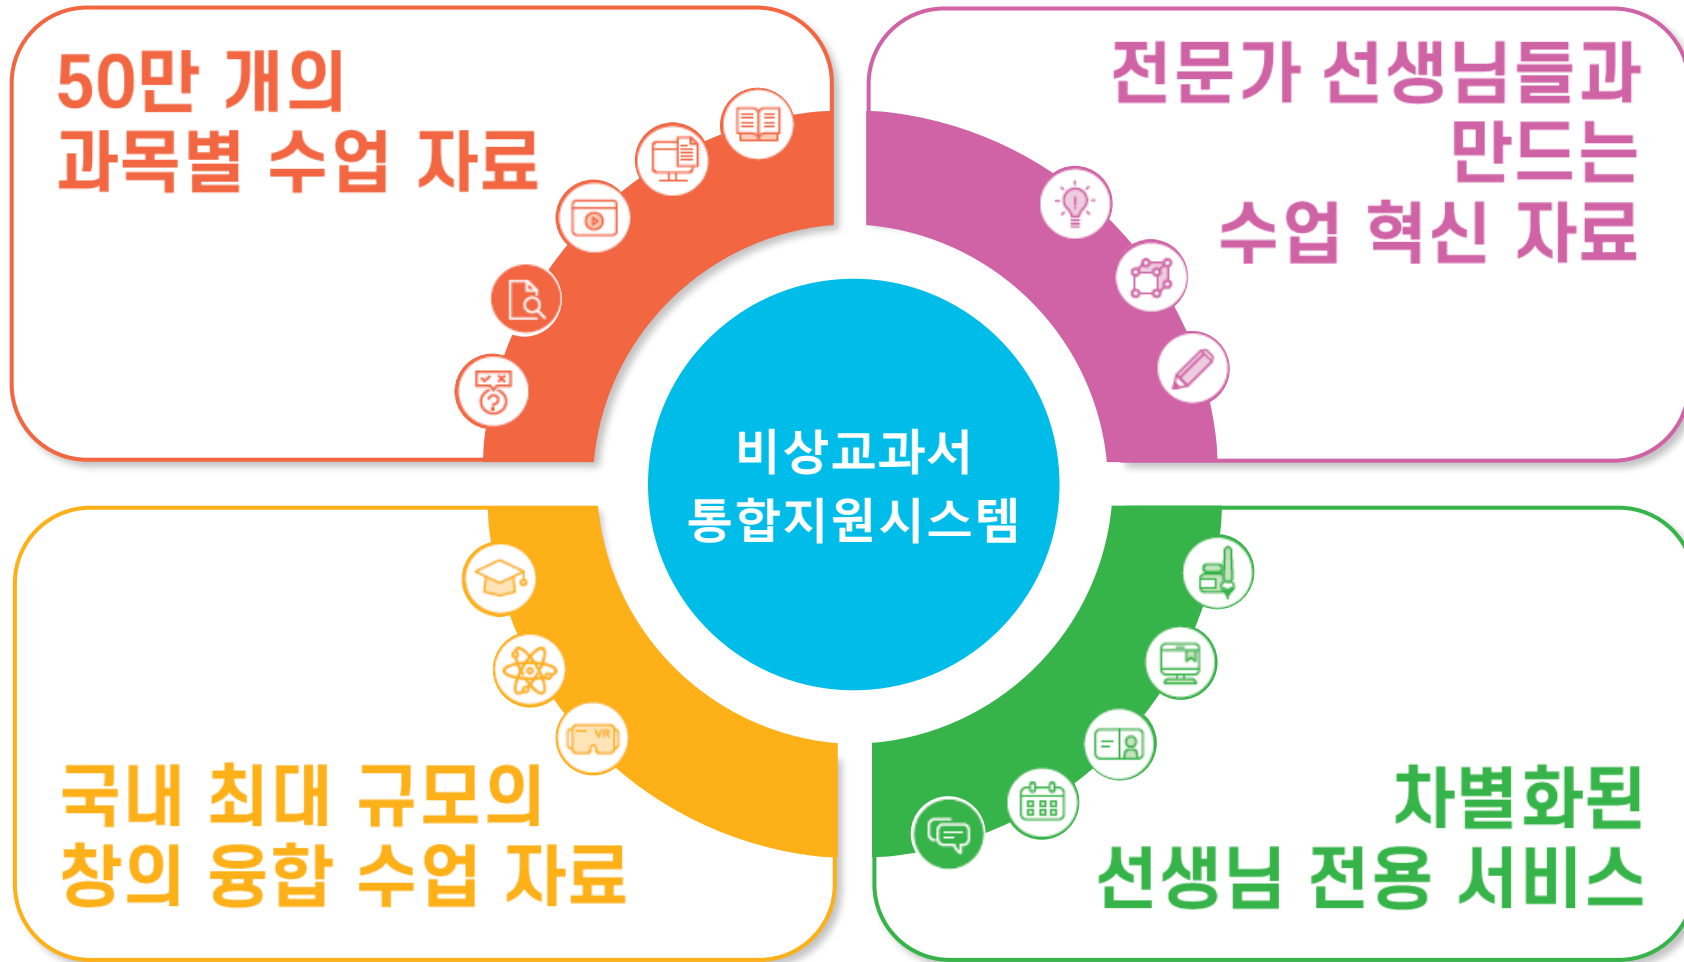 50만 개의
과목별 수업 자료
전문가 선생님들과
만드는
수업 혁신 자료
비상교과서
통합지원시스템
VR
국내 최대 규모의
창의 융합 수업 자료
차별화된
선생님 전용 서비스